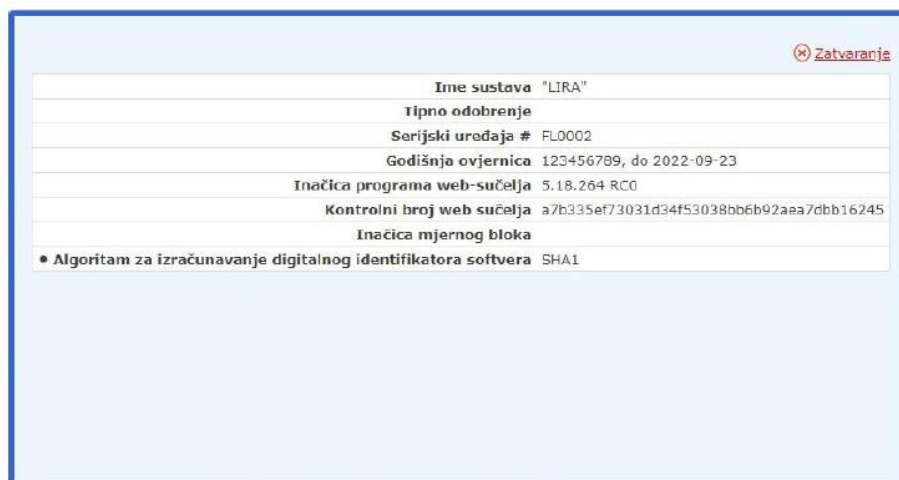 Zatvaranje
Ime sustava "LIRA"
Tipno odobrenje
Serijski uređaja # FL0002
Godišnja ovjernica 123456789, do 2022-09-23
Inačica programa web-sučelja 5.18.264 RC0
Kontrolni broj web sučelja a7b335ef73031d34f53038bb6b92aea7dbb16245
Inačica mjernog bloka
• Algoritam za izračunavanje digitalnog identifikatora softvera SHA1